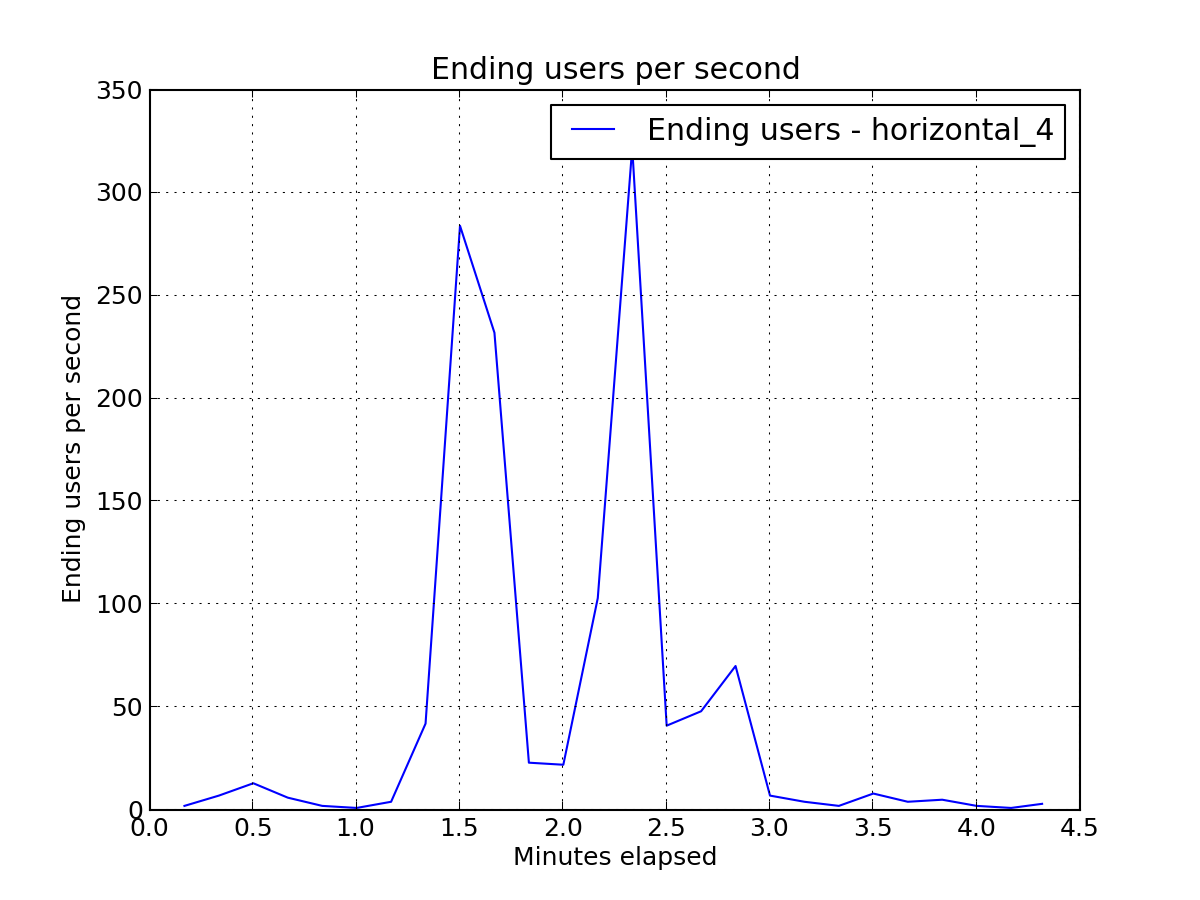 Ending users per second
Ending users - horizontal_4
350
300
250
200
150
100
50
0
Ending users per second
0.0 0.5 1.0 1.5 2.0 2.5 3.0 3.5 4.0 4.5
Minutes elapsed